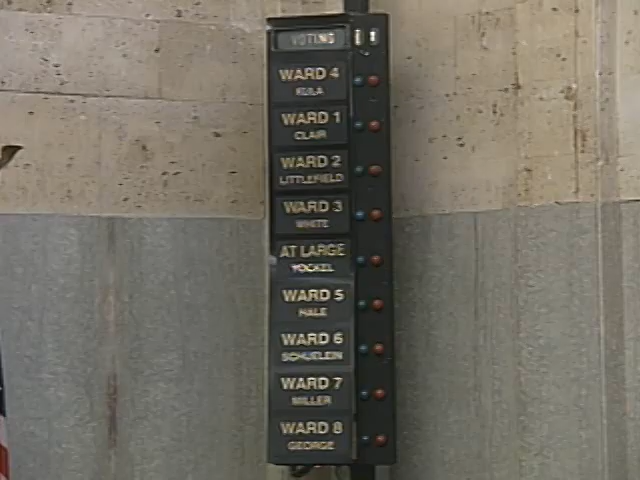 VOTING
WARD 4
WARD 1
CLAIR
WARD 2
LITTLEFIELD
WARD 3
WHITE
AT LARGE
YOCKEL
WARD 5
HALE
WARD 6
SCHUELEIN
WARD 7
MILLER
WARD 8
GEORGE